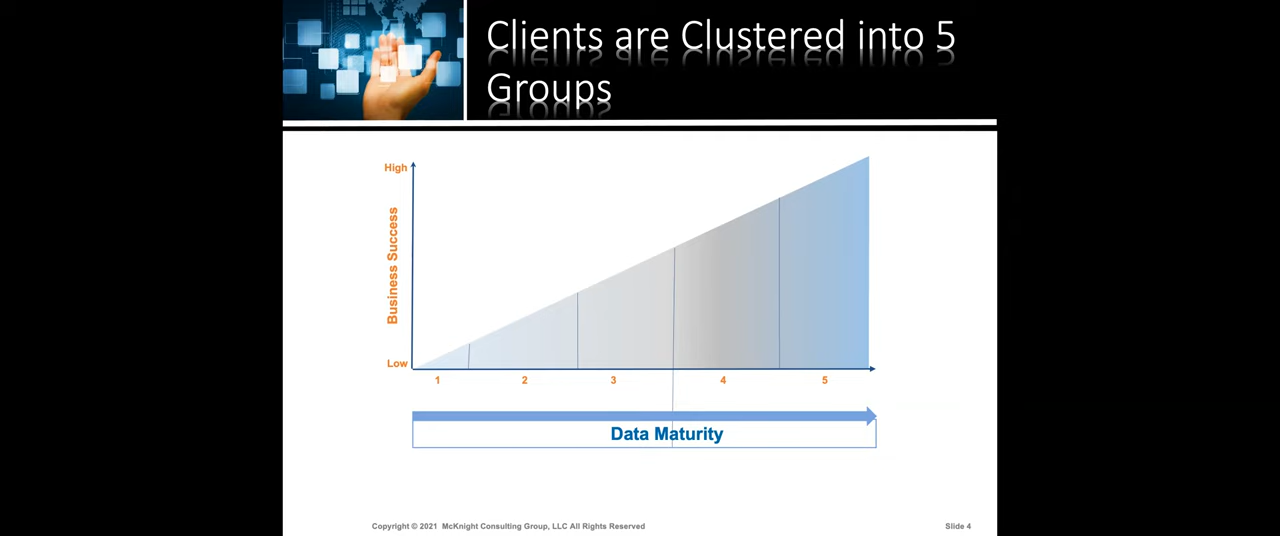 Clients are Clustered into 5
Groups
High
Business Success
Low
1 2 3 4 5
Data Maturity
Copyright © 2021 McKnight Consulting Group, LLC All Rights Reserved
Slide 4